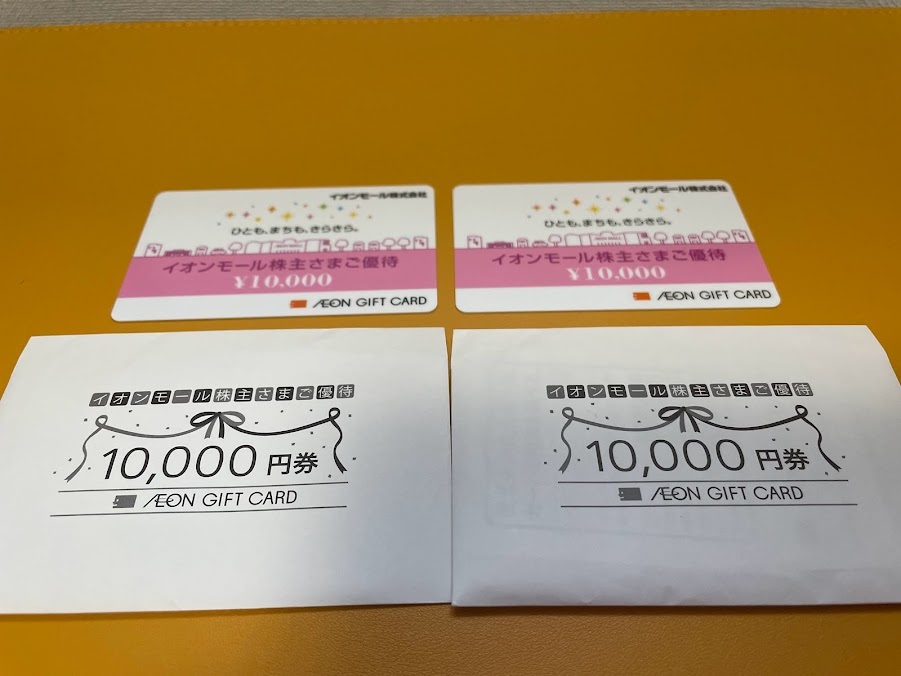 イオンモール株式会社
ひとも、まちも、きらきら。
イオンモール株主さまご優待
¥10,000
ÆON GIFT CARD
イオンモール株式会社
ひとも、まちも、きらきら。
イオンモール株主さまご優待
¥10,000
ÆON GIFT CARD
イオンモール株主さまご優待
10,000円券
ÆON GIFT CARD
イオンモール株主さまご優待
10,000円券
ÆON GIFT CARD